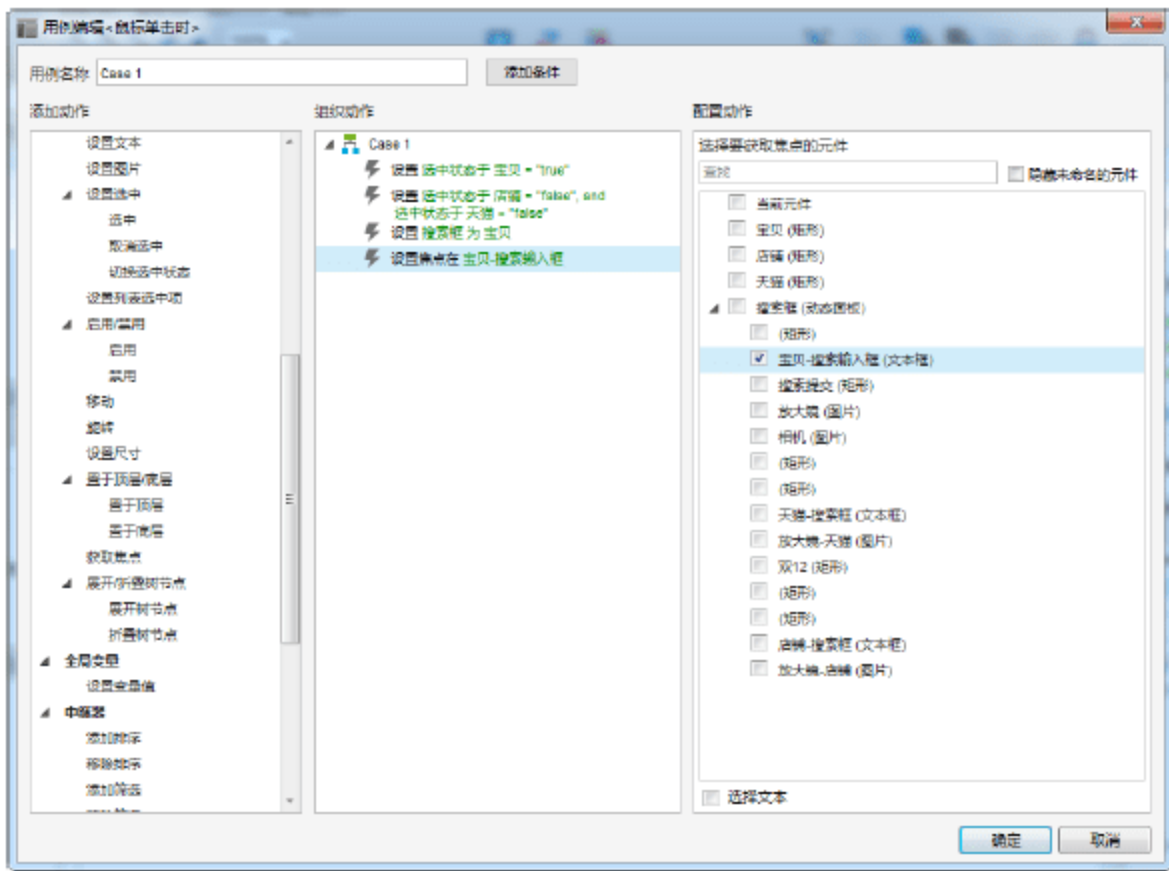 用例编辑<鼠标单击时>
用例名称 Case 1 添加条件
添加动作
设置文本
设置图片
设置选中
选中
取消选中
切换选中状态
设置列表选中项
启用/禁用
启用
禁用
移动
旋转
设置尺寸
置于顶层/底层
置于顶层
置于底层
获取焦点
展开/折叠树节点
展开树节点
折叠树节点
全局变量
设置变量值
中继器
添加排序
移除排序
添加筛选
组织动作
Case 1
设置 选中状态于 宝贝 = "true"
设置 选中状态于 店铺 = "false", and
选中状态于 天猫 = "false"
设置 搜索框 为 宝贝
设置焦点在 宝贝-搜索输入框
配置动作
选择要获取焦点的元件
查找 隐藏未命名的元件
当前元件
宝贝 (矩形)
店铺 (矩形)
天猫 (矩形)
搜索框 (动态面板)
(矩形)
宝贝-搜索输入框 (文本框)
搜索提交 (矩形)
放大镜 (图片)
相机 (图片)
(矩形)
(矩形)
天猫-搜索框 (文本框)
放大镜-天猫 (图片)
双12 (矩形)
(矩形)
(矩形)
店铺-搜索框 (文本框)
放大镜-店铺 (图片)
选择文本
确定 取消